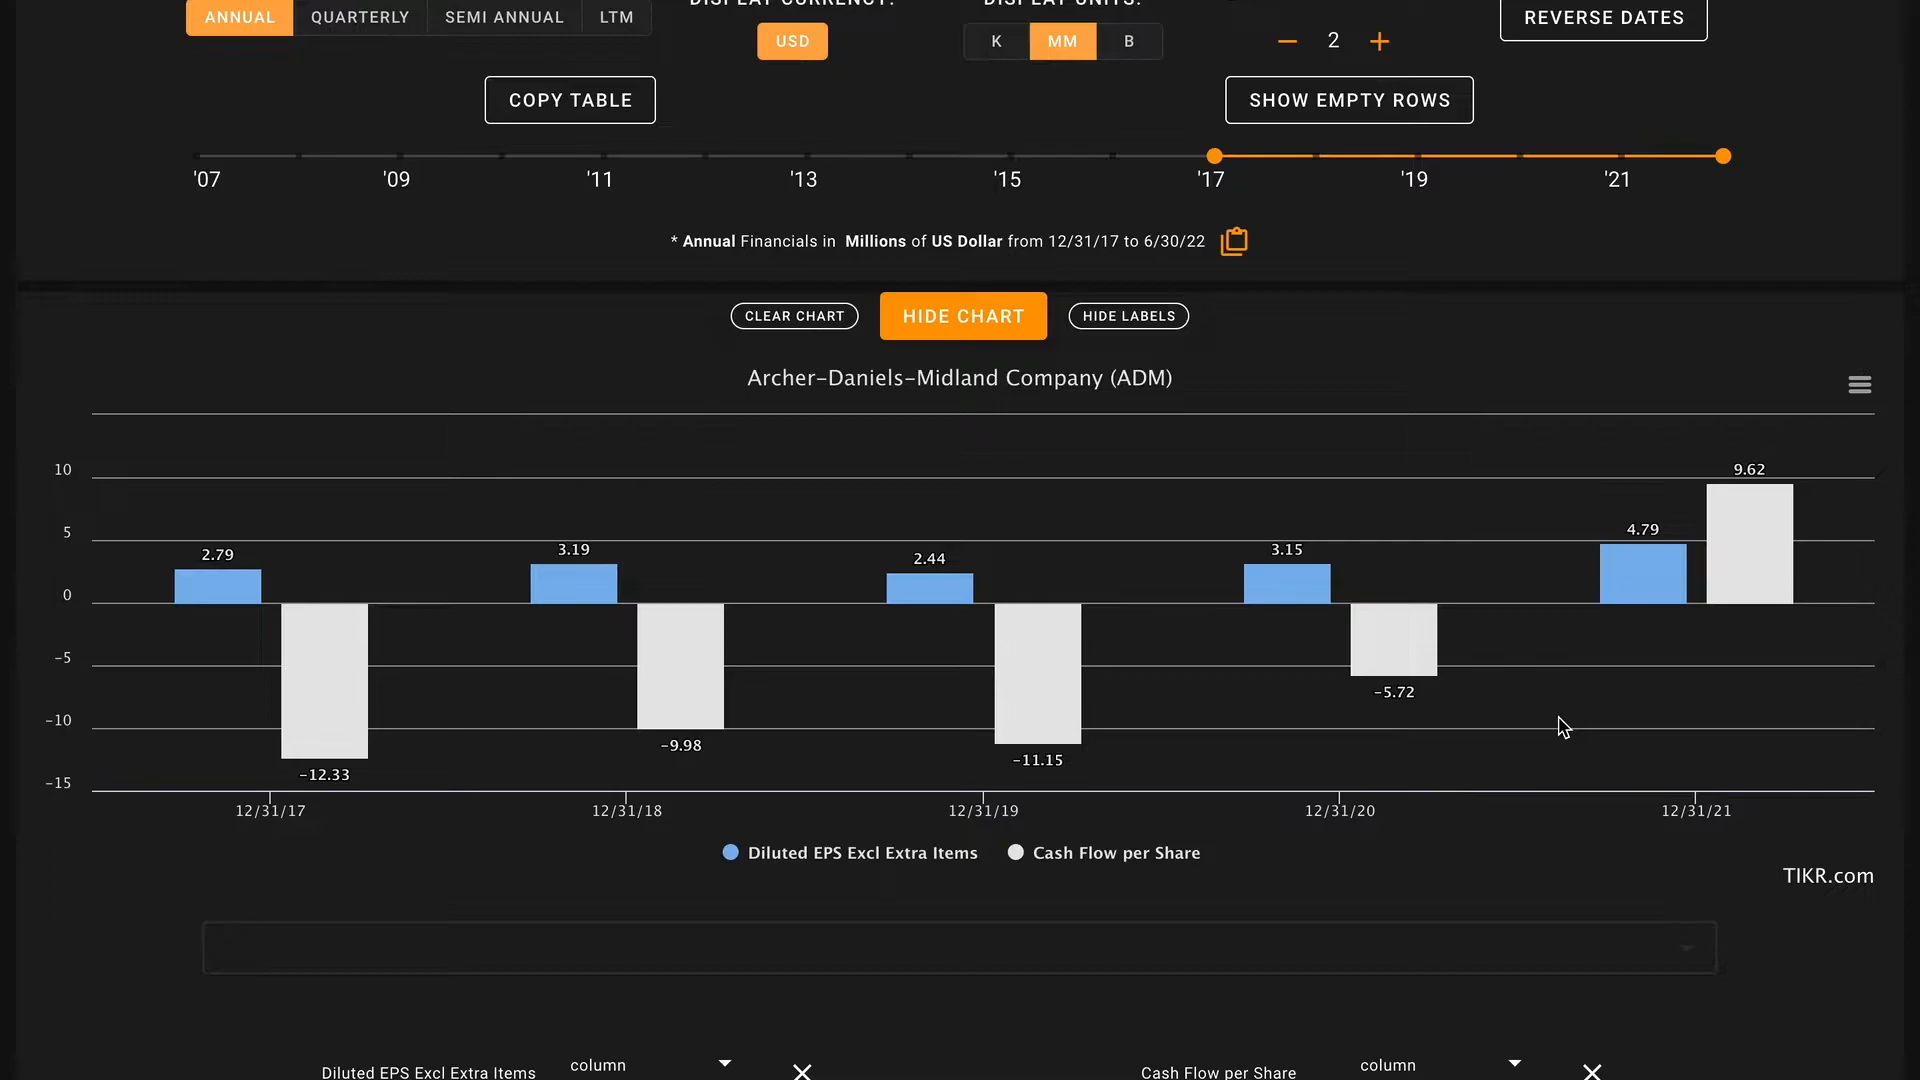 ANNUAL QUARTERLY SEMI ANNUAL LTM
DISPLAY CURRENCY:
USD
DISPLAY UNITS:
K MM B
2
REVERSE DATES
COPY TABLE
SHOW EMPTY ROWS
'07 '09 '11 '13 '15 '17 '19 '21
* Annual Financials in Millions of US Dollar from 12/31/17 to 6/30/22
CLEAR CHART HIDE CHART HIDE LABELS
Archer-Daniels-Midland Company (ADM)
10
5
0
-5
-10
-15
2.79
-12.33
3.19
-9.98
2.44
-11.15
3.15
-5.72
4.79
9.62
12/31/17 12/31/18 12/31/19 12/31/20 12/31/21
Diluted EPS Excl Extra Items Cash Flow per Share
TIKR.com
Diluted EPS Excl Extra Items column
Cash Flow per Share column